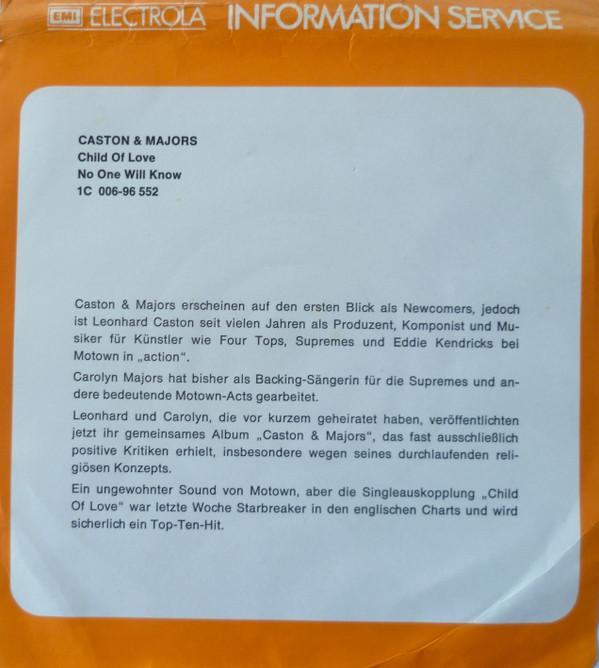 EMI ELECTROLA INFORMATION SERVICE
CASTON & MAJORS
Child Of Love
No One Will Know
1C 006-96 552
Caston & Majors erscheinen auf den ersten Blick als Newcomers, jedoch
ist Leonhard Caston seit vielen Jahren als Produzent, Komponist und Mu-
siker für Künstler wie Four Tops, Supremes und Eddie Kendricks bei
Motown in „action“.
Carolyn Majors hat bisher als Backing-Sängerin für die Supremes und an-
dere bedeutende Motown-Acts gearbeitet.
Leonhard und Carolyn, die vor kurzem geheiratet haben, veröffentlichten
jetzt ihr gemeinsames Album „Caston & Majors“, das fast ausschließlich
positive Kritiken erhielt, insbesondere wegen seines durchlaufenden reli-
giösen Konzepts.
Ein ungewohnter Sound von Motown, aber die Singleauskopplung „Child
Of Love“ war letzte Woche Starbreaker in den englischen Charts und wird
sicherlich ein Top-Ten-Hit.